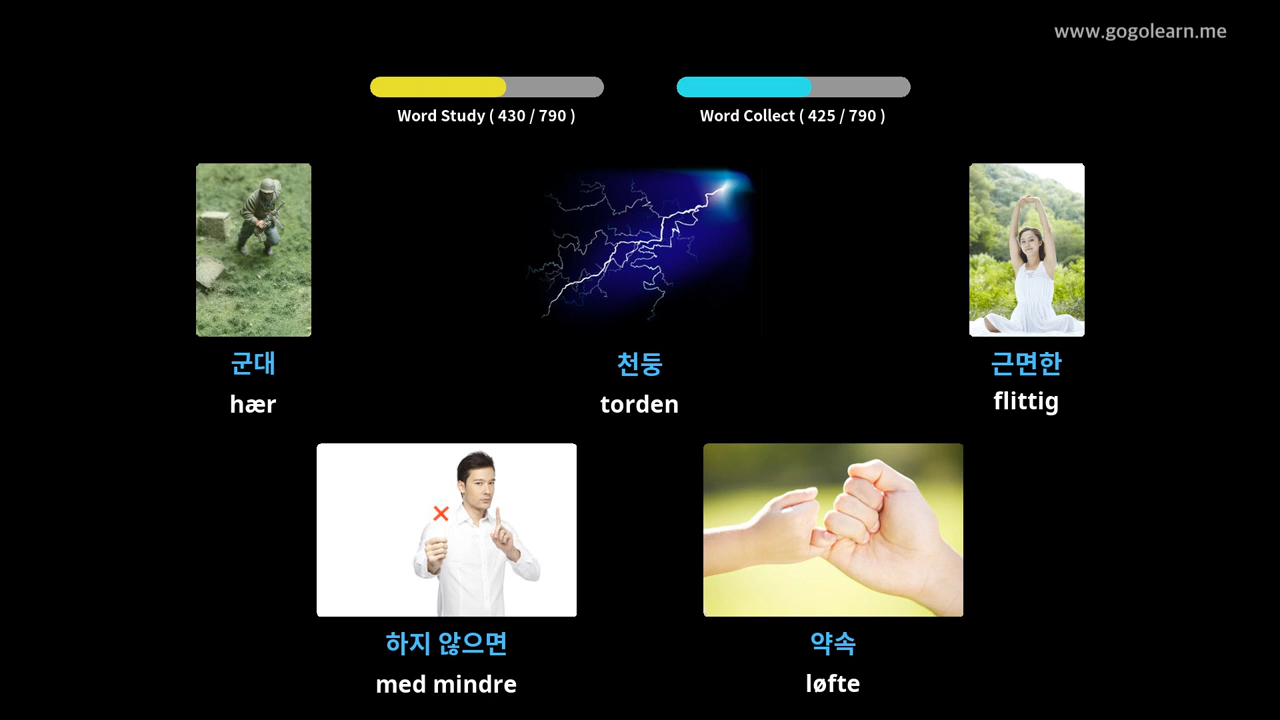 www.gogolearn.me
Word Study ( 430 / 790 )
Word Collect ( 425 / 790 )
군대
hær
천둥
torden
근면한
flittig
하지 않으면
med mindre
약속
løfte